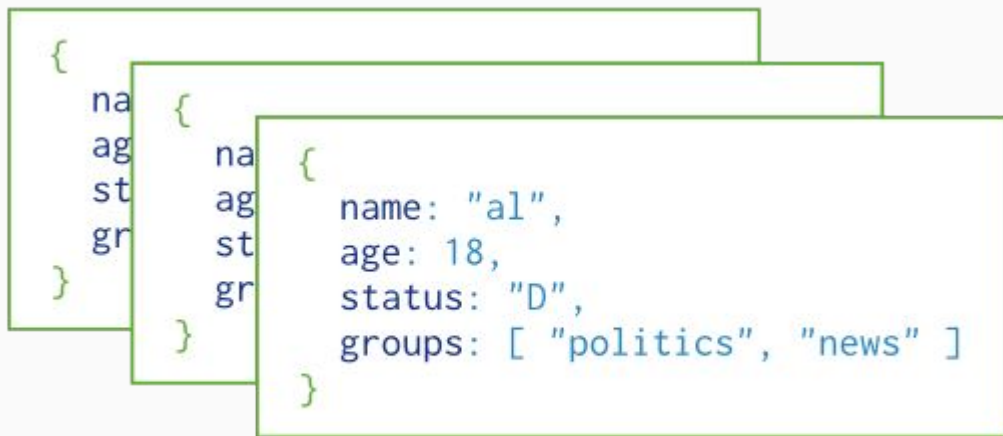 {
na
ag
st
gr
}
{
na
ag
st
gr
}
{
name: "al",
age: 18,
status: "D",
groups: [ "politics", "news" ]
}